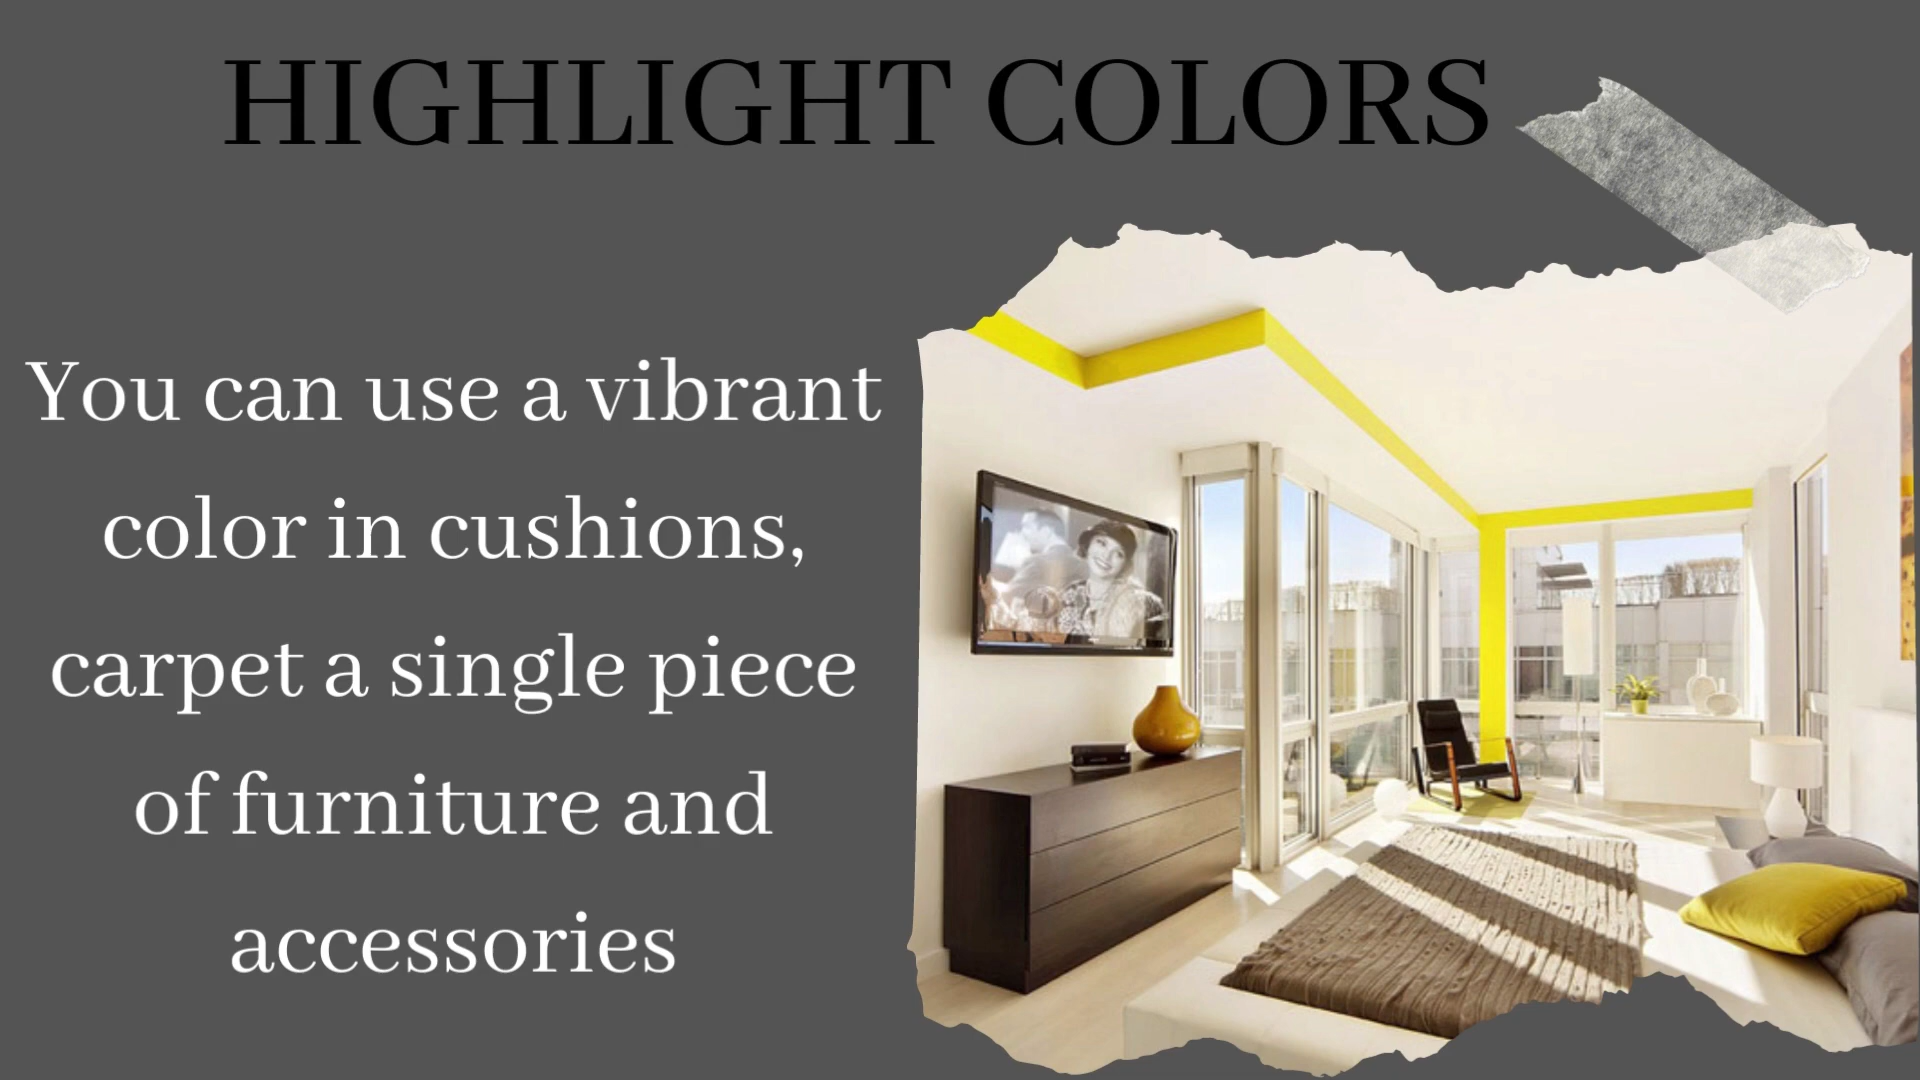 HIGHLIGHT COLORS
You can use a vibrant
color in cushions,
carpet a single piece
of furniture and
accessories